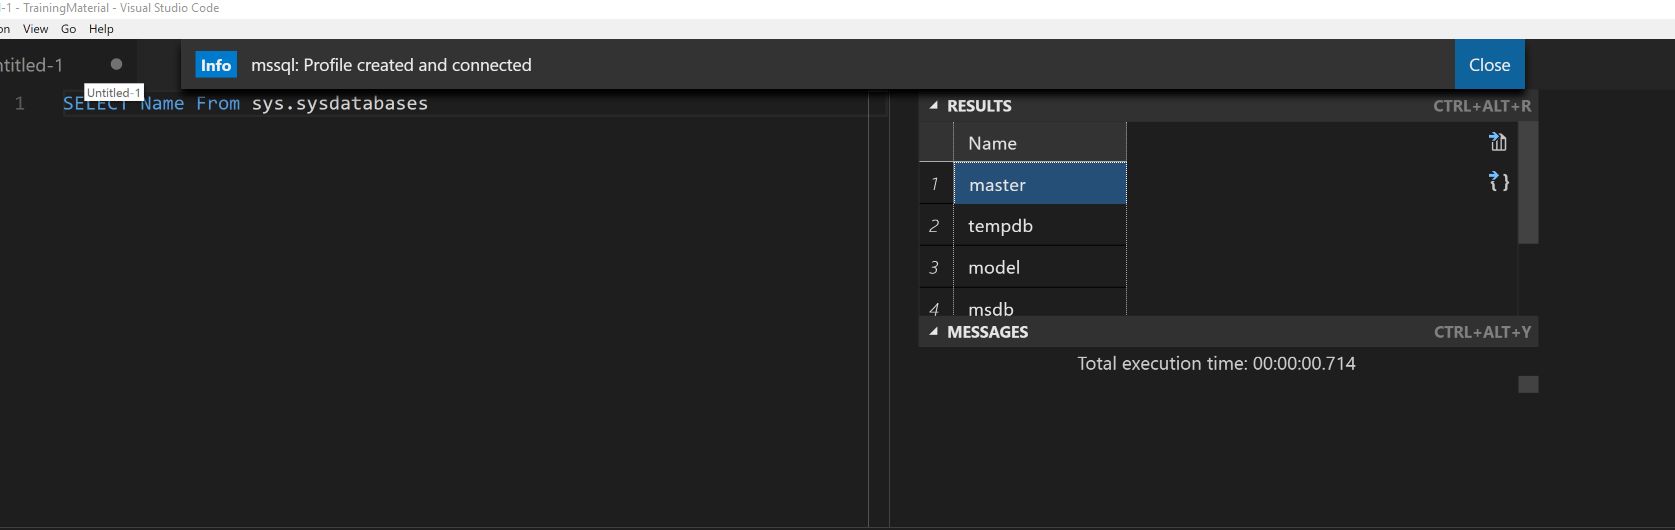 l-1 - TrainingMaterial - Visual Studio Code
on View Go Help
ntitled-1
Info mssql: Profile created and connected Close
Untitled-1
1 SELECT Name From sys.sysdatabases
RESULTS CTRL+ALT+R
Name
1 master
2 tempdb
3 model
4 msdb
MESSAGES CTRL+ALT+Y
Total execution time: 00:00:00.714